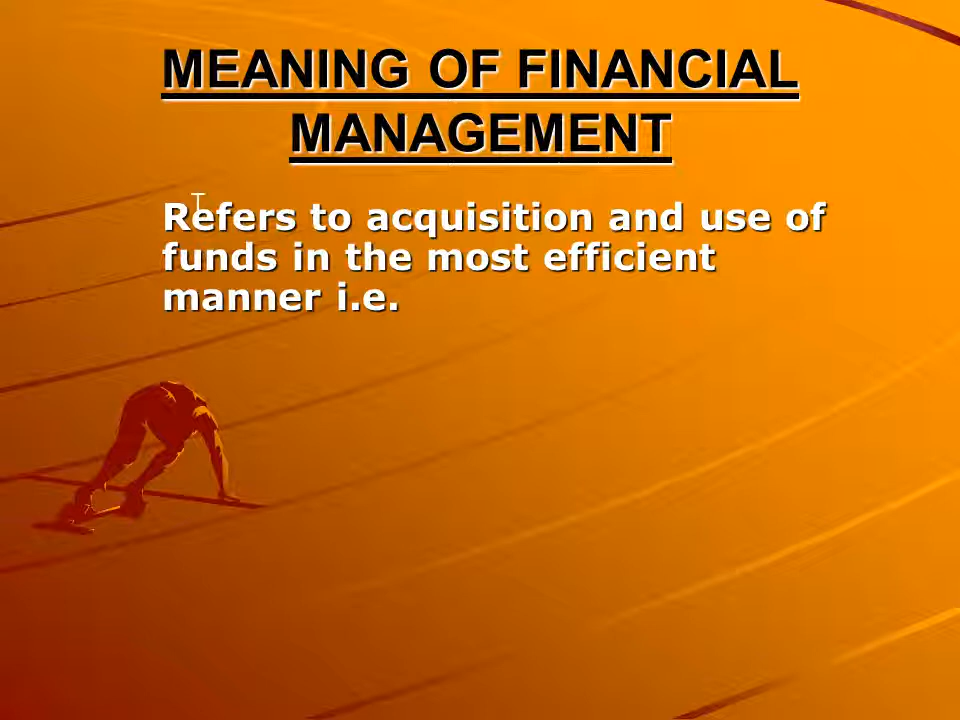 MEANING OF FINANCIAL
MANAGEMENT
T
Refers to acquisition and use of
funds in the most efficient
manner i.e.